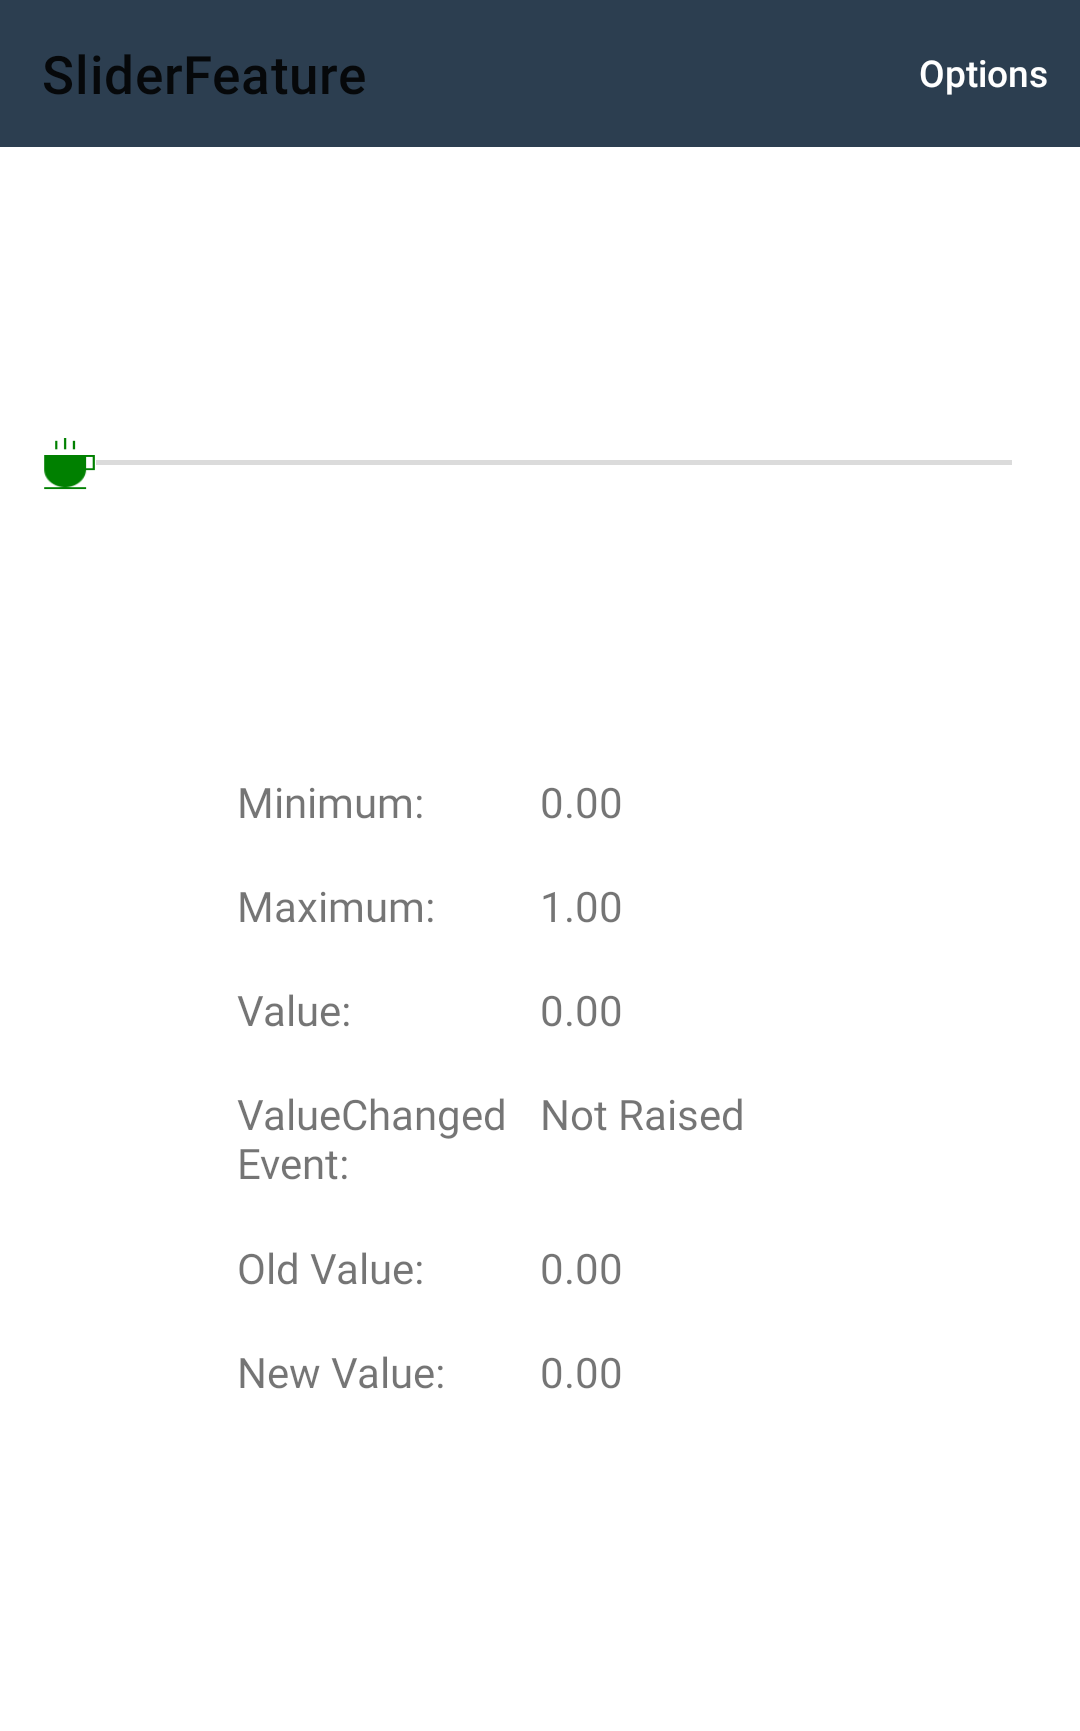 SliderFeature
Options
Minimum: 0.00
Maximum: 1.00
Value: 0.00
ValueChanged Not Raised
Event:
Old Value: 0.00
New Value: 0.00